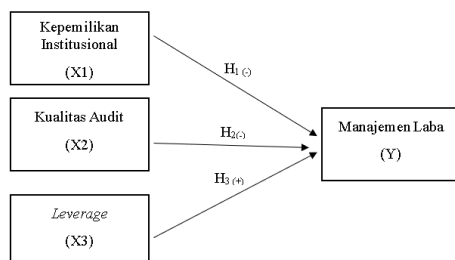 Kepemilikan
Institusional
(X1)
H1 (-)
Kualitas Audit
(X2)
H2(-)
Manajemen Laba
(Y)
H3 (+)
Leverage
(X3)